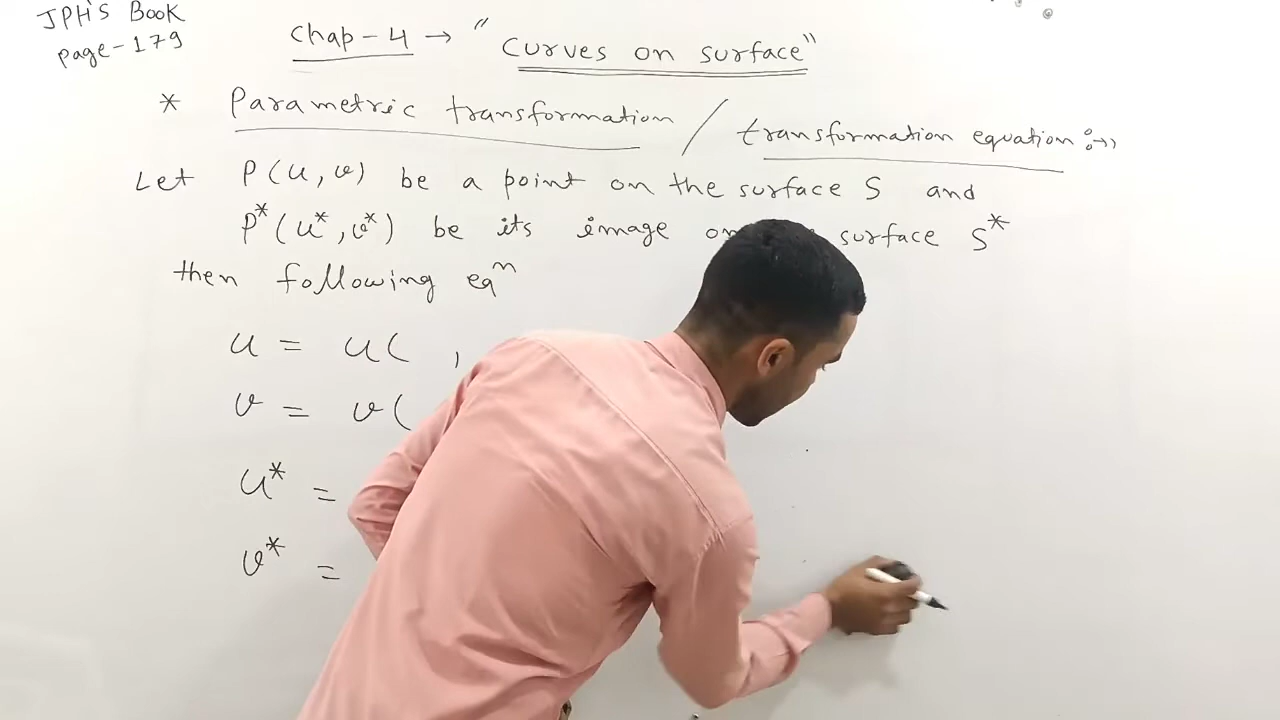 JPH'S Book
page-179
Chap-4 → "Curves on surface"
* Parametric transformation / transformation equation :→
Let P(u, v) be a point on the surface S and
P*(u*, v*) be its image on surface S*
then following eqⁿ
u = u( ,
v = v(
u* =
v* =